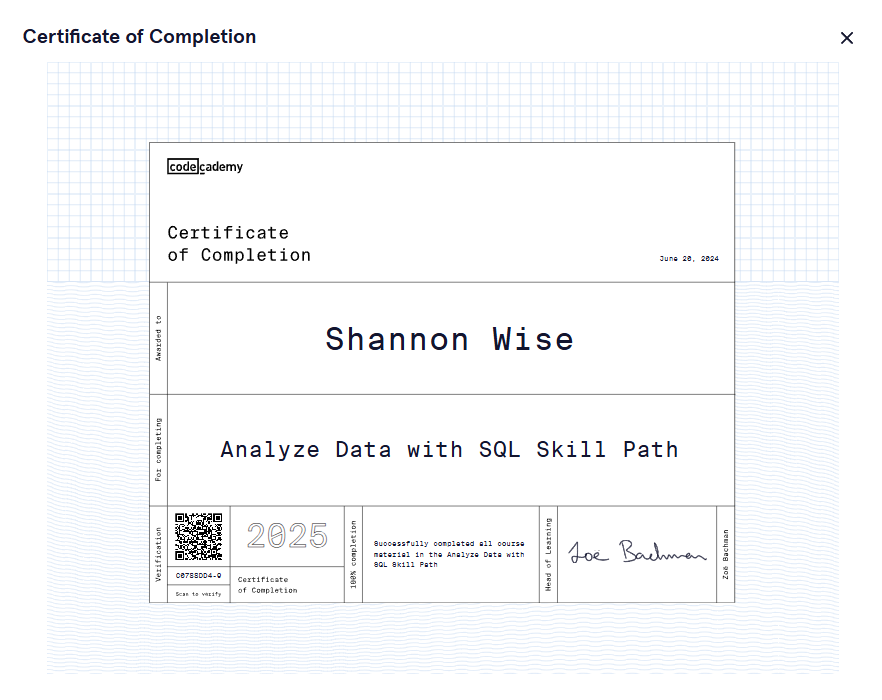 Certificate of Completion
codecademy
Certificate
of Completion
June 20, 2024
Awarded to
Shannon Wise
For completing
Analyze Data with SQL Skill Path
Verification
C07B8DD4-9
Scan to verify
2025
Certificate
of Completion
100% completion
Successfully completed all course
material in the Analyze Data with
SQL Skill Path
Head of Learning
Zoë Bachman
Zoë Bachman